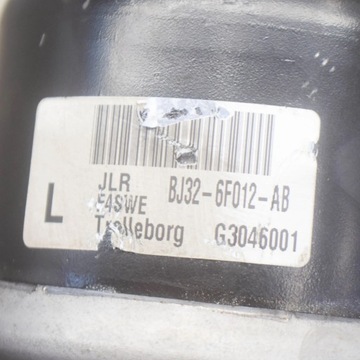 JLR BJ32-6F012-AB
L F4SWE
Trelleborg G3046001